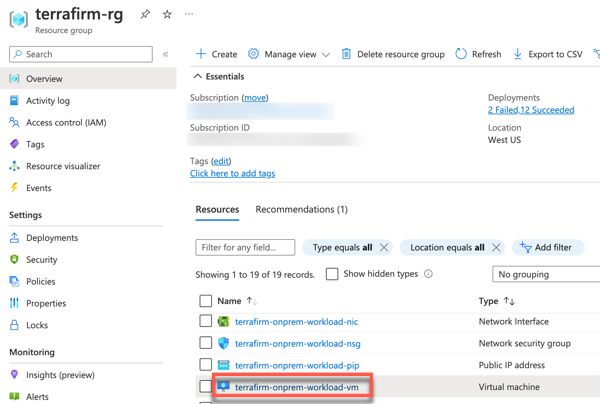 terrafirm-rg
Resource group
Search
Overview
Activity log
Access control (IAM)
Tags
Resource visualizer
Events
Settings
Deployments
Security
Policies
Properties
Locks
Monitoring
Insights (preview)
Alerts
Create
Manage view
Delete resource group
Refresh
Export to CSV
Essentials
Subscription (move)
Subscription ID
Tags (edit)
Click here to add tags
Deployments
2 Failed,12 Succeeded
Location
West US
Resources Recommendations (1)
Filter for any field...
Type equals all
Location equals all
Add filter
Showing 1 to 19 of 19 records.
Show hidden types
No grouping
Name Type
terrafirm-onprem-workload-nic Network Interface
terrafirm-onprem-workload-nsg Network security group
terrafirm-onprem-workload-pip Public IP address
terrafirm-onprem-workload-vm Virtual machine